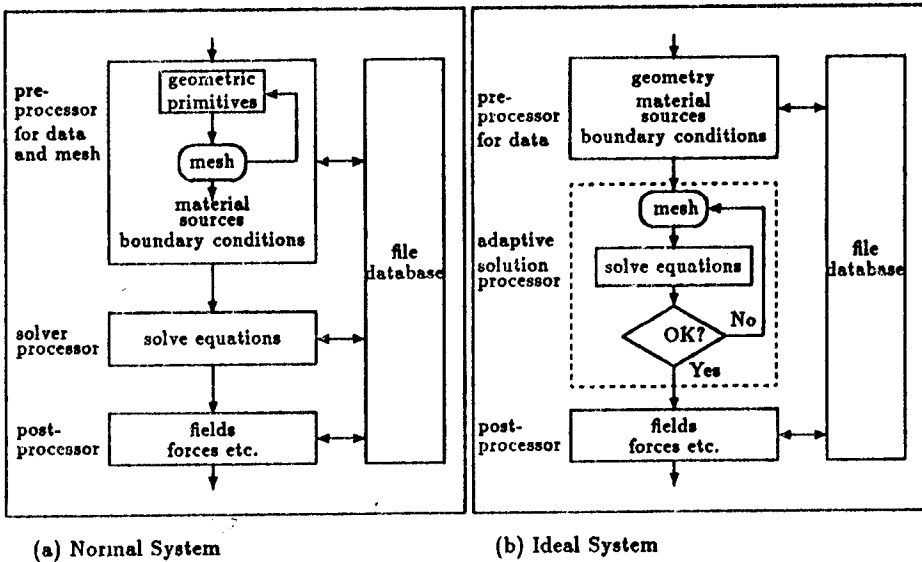 pre-
processor
for data
and mesh
geometric
primitives
mesh
material
sources
boundary conditions
file
database
solver
processor
solve equations
post-
processor
fields
forces etc.
(a) Normal System
pre-
processor
for data
geometry
material
sources
boundary conditions
adaptive
solution
processor
mesh
solve equations
OK?
No
Yes
file
database
post-
processor
fields
forces etc.
(b) Ideal System